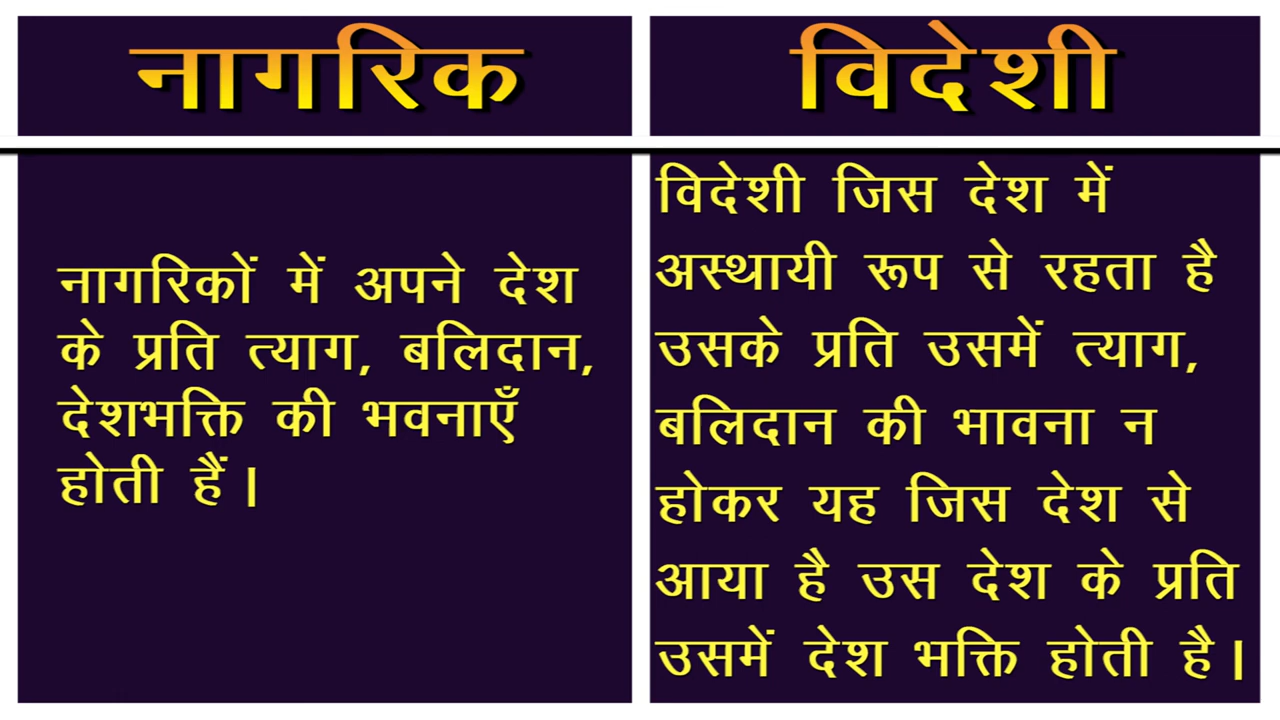 नागरिक
विदेशी
नागरिकों में अपने देश
के प्रति त्याग, बलिदान,
देशभक्ति की भवनाएँ
होती हैं।
विदेशी जिस देश में
अस्थायी रूप से रहता है
उसके प्रति उसमें त्याग,
बलिदान की भावना न
होकर यह जिस देश से
आया है उस देश के प्रति
उसमें देश भक्ति होती है।